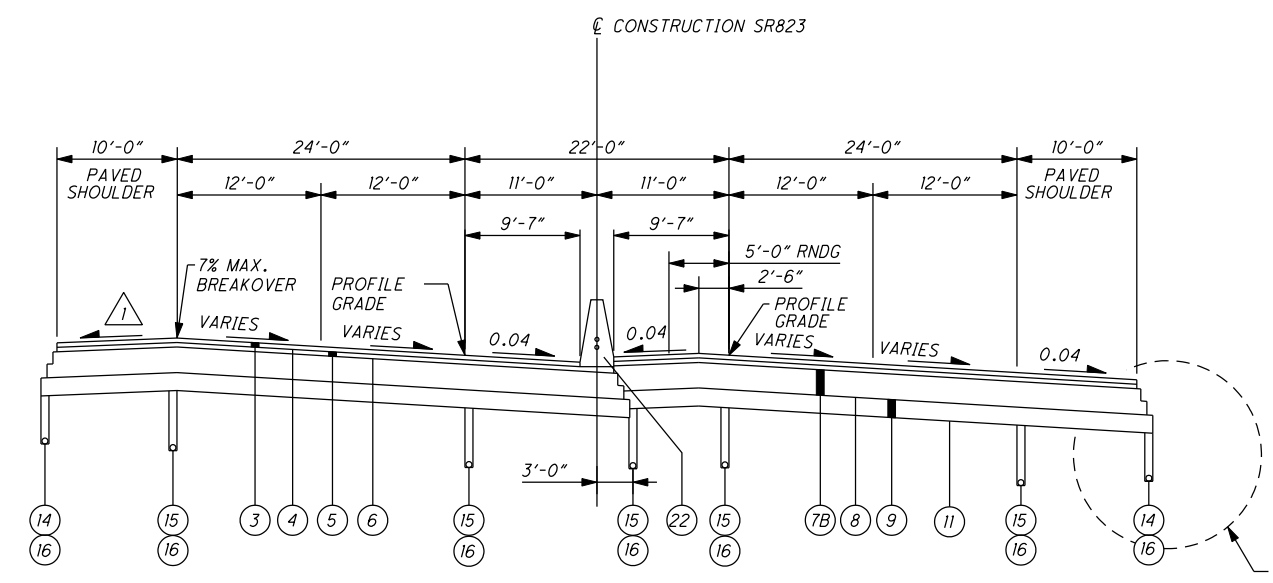 ℄ CONSTRUCTION SR823
10'-0" 24'-0" 22'-0" 24'-0" 10'-0"
PAVED
SHOULDER
12'-0" 12'-0" 11'-0" 11'-0" 12'-0" 12'-0"
PAVED
SHOULDER
9'-7" 9'-7"
5'-0" RNDG
2'-6"
7% MAX.
BREAKOVER
PROFILE
GRADE
PROFILE
GRADE
1
VARIES
VARIES
0.04
0.04
VARIES
VARIES
0.04
3'-0"
14 15 3 4 5 6 15 15 22 15 7B 8 9 11 15 14
16 16 16 16 16 16 16